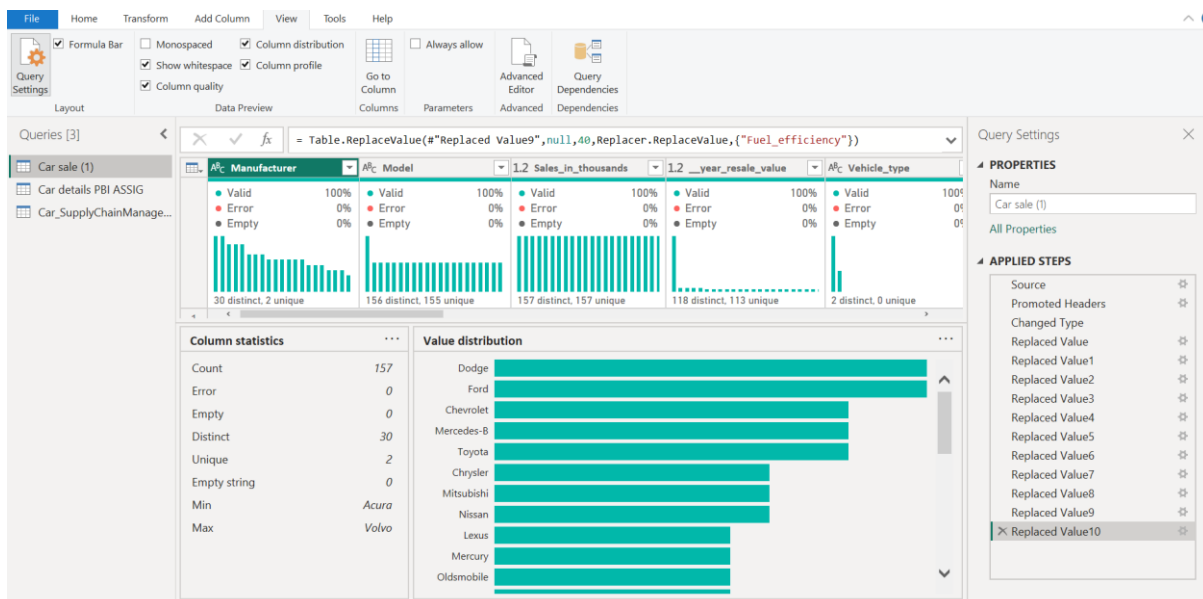 File Home Transform Add Column View Tools Help
Query Settings
Formula Bar
Layout
Monospaced
Show whitespace
Column quality
Column distribution
Column profile
Data Preview
Go to Column
Columns
Always allow
Parameters
Advanced Editor
Advanced
Query Dependencies
Dependencies
Queries [3]
Car sale (1)
Car details PBI ASSIG
Car_SupplyChainManage...
fx = Table.ReplaceValue(#"Replaced Value9",null,40,Replacer.ReplaceValue,{"Fuel_efficiency"})
ABC Manufacturer ABC Model 1.2 Sales_in_thousands 1.2 __year_resale_value ABC Vehicle_type
Valid 100% Valid 100% Valid 100% Valid 100% Valid 100%
Error 0% Error 0% Error 0% Error 0% Error 0%
Empty 0% Empty 0% Empty 0% Empty 0% Empty 0%
30 distinct, 2 unique 156 distinct, 155 unique 157 distinct, 157 unique 118 distinct, 113 unique 2 distinct, 0 unique
Column statistics ...
Count 157
Error 0
Empty 0
Distinct 30
Unique 2
Empty string 0
Min Acura
Max Volvo
Value distribution ...
Dodge
Ford
Chevrolet
Mercedes-B
Toyota
Chrysler
Mitsubishi
Nissan
Lexus
Mercury
Oldsmobile
Query Settings
PROPERTIES
Name
Car sale (1)
All Properties
APPLIED STEPS
Source
Promoted Headers
Changed Type
Replaced Value
Replaced Value1
Replaced Value2
Replaced Value3
Replaced Value4
Replaced Value5
Replaced Value6
Replaced Value7
Replaced Value8
Replaced Value9
Replaced Value10